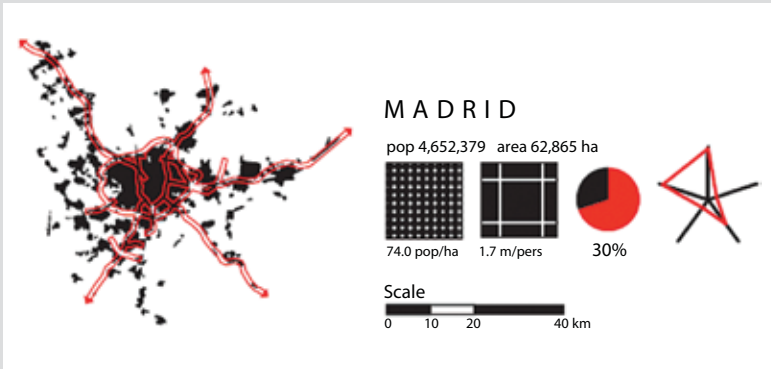 MADRID
pop 4,652,379 area 62,865 ha
74.0 pop/ha 1.7 m/pers 30%
Scale
0 10 20 40 km